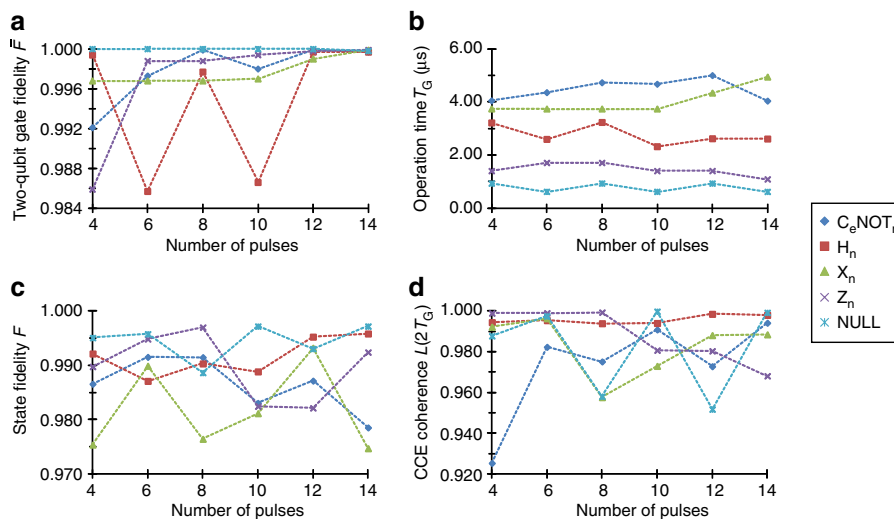 a
Two-qubit gate fidelity F̄
1.000
0.996
0.992
0.988
0.984
4 6 8 10 12 14
Number of pulses
b
Operation time T_G (µs)
6.00
4.00
2.00
0.00
4 6 8 10 12 14
Number of pulses
c
State fidelity F
1.000
0.990
0.980
0.970
4 6 8 10 12 14
Number of pulses
d
CCE coherence L(2T_G)
1.000
0.980
0.960
0.940
0.920
4 6 8 10 12 14
Number of pulses
C_eNOT_n
H_n
X_n
Z_n
NULL